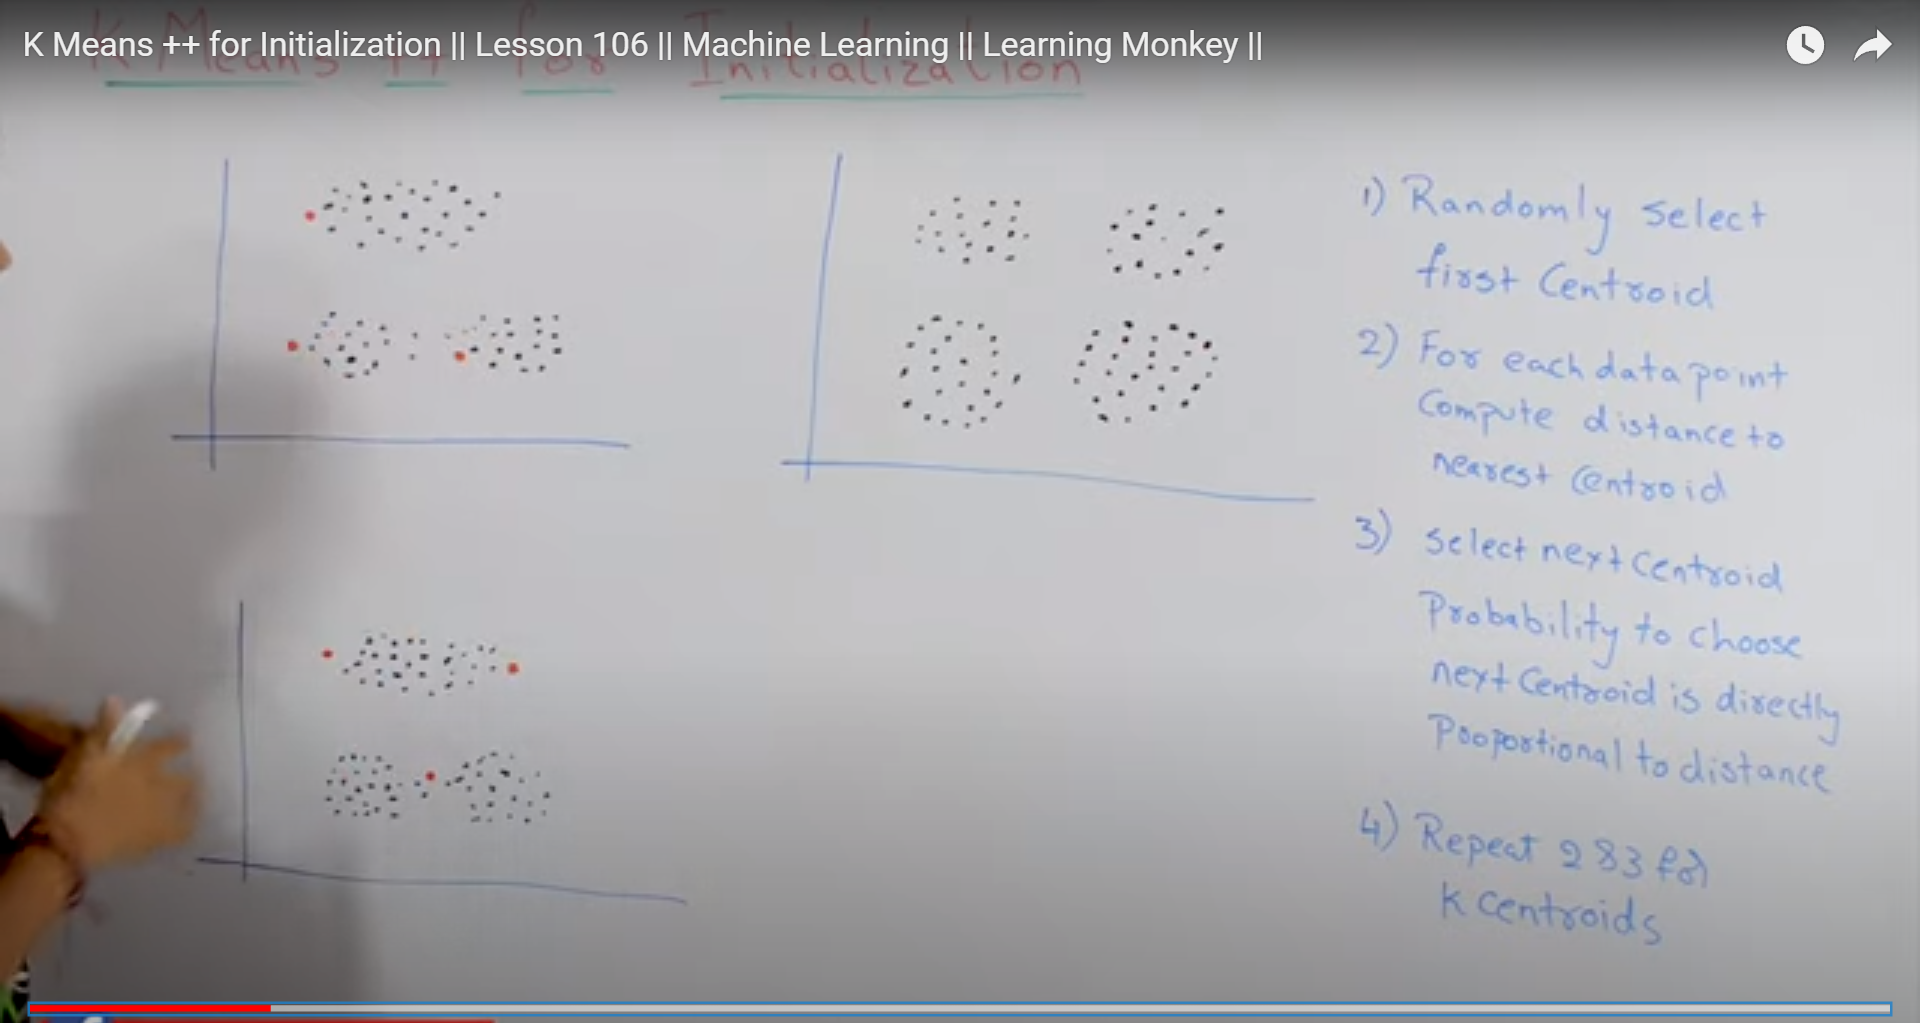 K Means ++ for Initialization || Lesson 106 || Machine Learning || Learning Monkey ||
K Means ++ for Initialization
1) Randomly select
first Centroid
2) For each data point
Compute distance to
nearest Centroid
3) Select next Centroid
Probability to choose
next Centroid is directly
Proportional to distance
4) Repeat 2 & 3 for
K Centroids